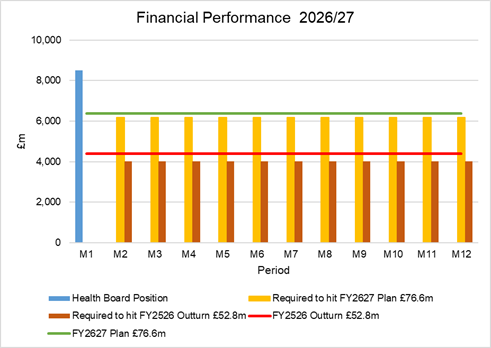 Financial Performance 2026/27
10,000
8,000
6,000
4,000
2,000
0
£m
M1 M2 M3 M4 M5 M6 M7 M8 M9 M10 M11 M12
Period
Health Board Position
Required to hit FY2627 Plan £76.6m
Required to hit FY2526 Outturn £52.8m
FY2526 Outturn £52.8m
FY2627 Plan £76.6m